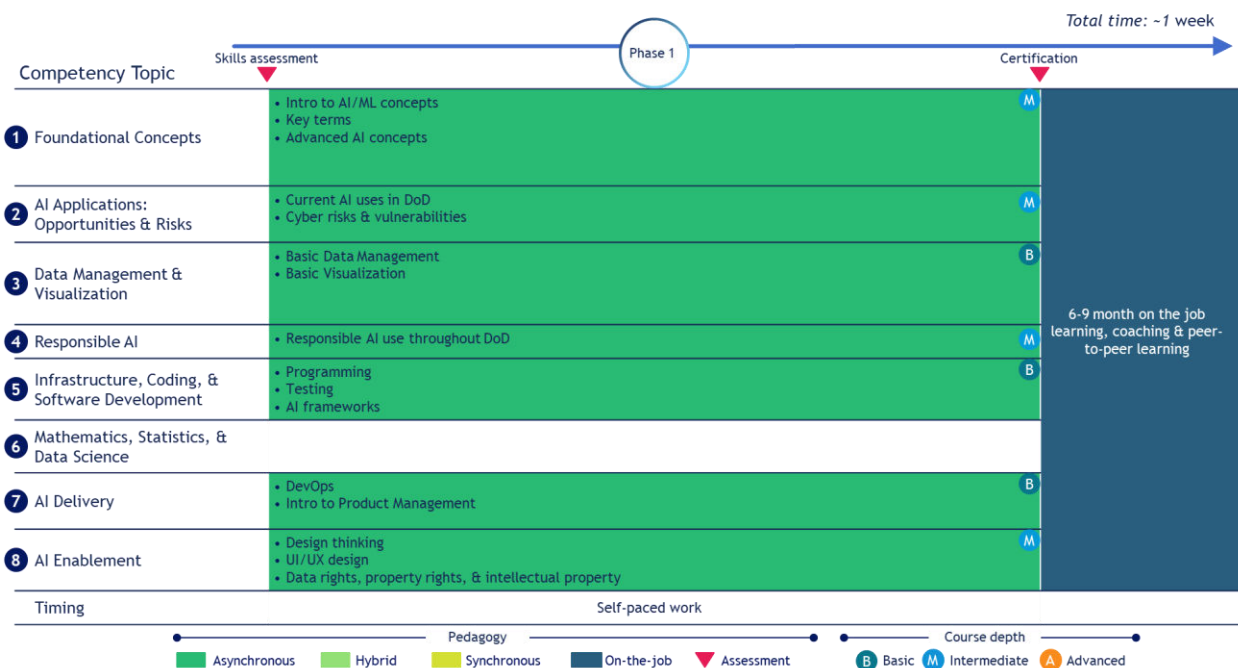 Total time: ~1 week
Phase 1
Skills assessment
Certification
Competency Topic
1
Foundational Concepts
• Intro to AI/ML concepts
• Key terms
• Advanced AI concepts
M
2
AI Applications:
Opportunities & Risks
• Current AI uses in DoD
• Cyber risks & vulnerabilities
M
3
Data Management &
Visualization
• Basic Data Management
• Basic Visualization
B
4
Responsible AI
• Responsible AI use throughout DoD
M
5
Infrastructure, Coding, &
Software Development
• Programming
• Testing
• AI frameworks
B
6
Mathematics, Statistics, &
Data Science
7
AI Delivery
• DevOps
• Intro to Product Management
B
8
AI Enablement
• Design thinking
• UI/UX design
• Data rights, property rights, & intellectual property
M
6-9 month on the job
learning, coaching & peer-
to-peer learning
Timing
Self-paced work
Pedagogy
Course depth
Asynchronous
Hybrid
Synchronous
On-the-job
Assessment
B Basic
M Intermediate
A Advanced